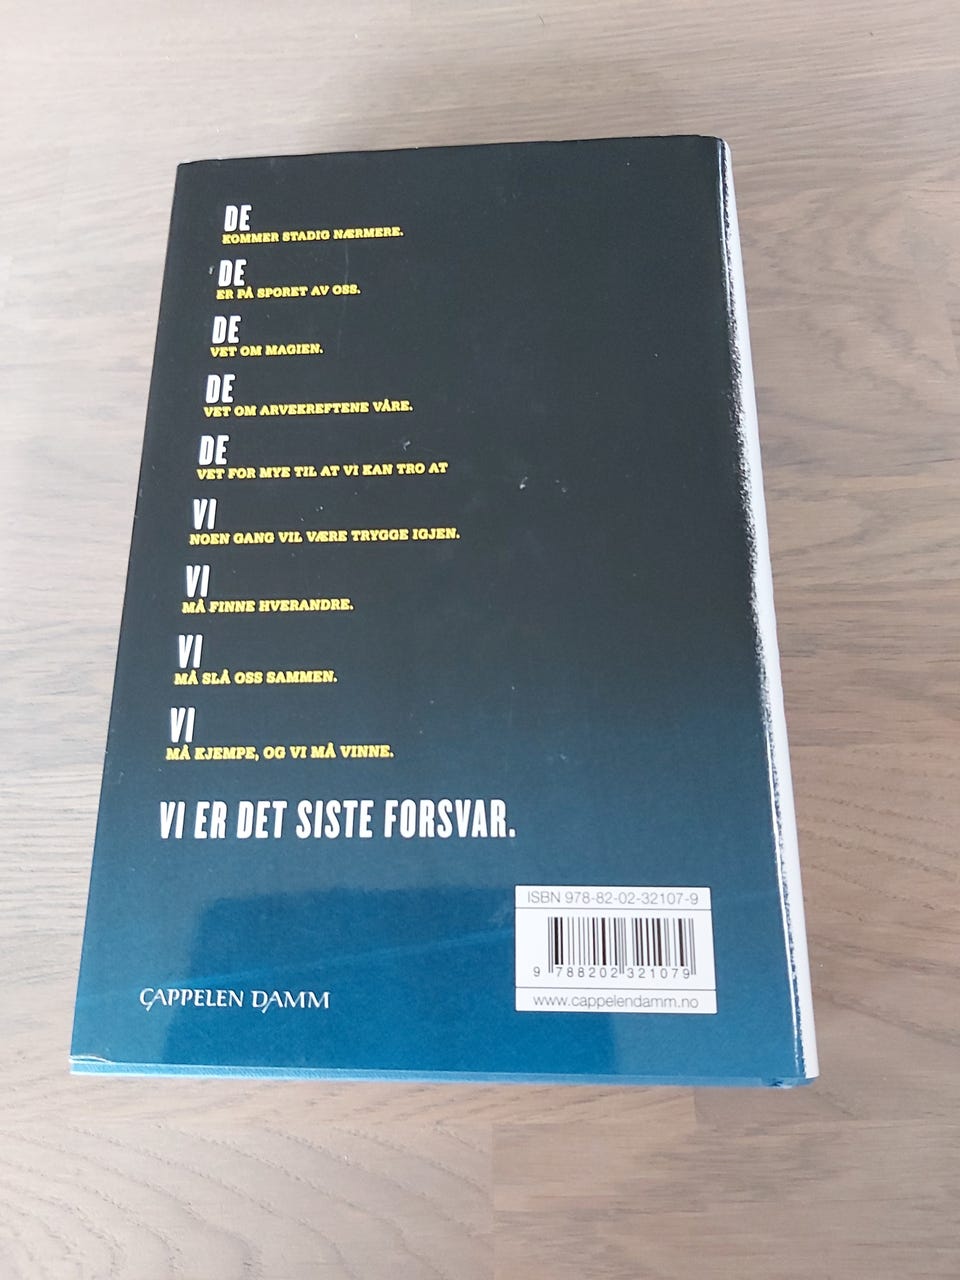 DE
KOMMER STADIG NÆRMERE.
DE
ER PÅ SPORET AV OSS.
DE
VET OM MAGIEN.
DE
VET OM ARVEKREFTENE VÅRE.
DE
VET FOR MYE TIL AT VI KAN TRO AT
VI
NOEN GANG VIL VÆRE TRYGGE IGJEN.
VI
MÅ FINNE HVERANDRE.
VI
MÅ SLÅ OSS SAMMEN.
VI
MÅ KJEMPE, OG VI MÅ VINNE.
VI ER DET SISTE FORSVAR.
ISBN 978-82-02-32107-9
9 788202 321079
www.cappelendamm.no
CAPPELEN DAMM